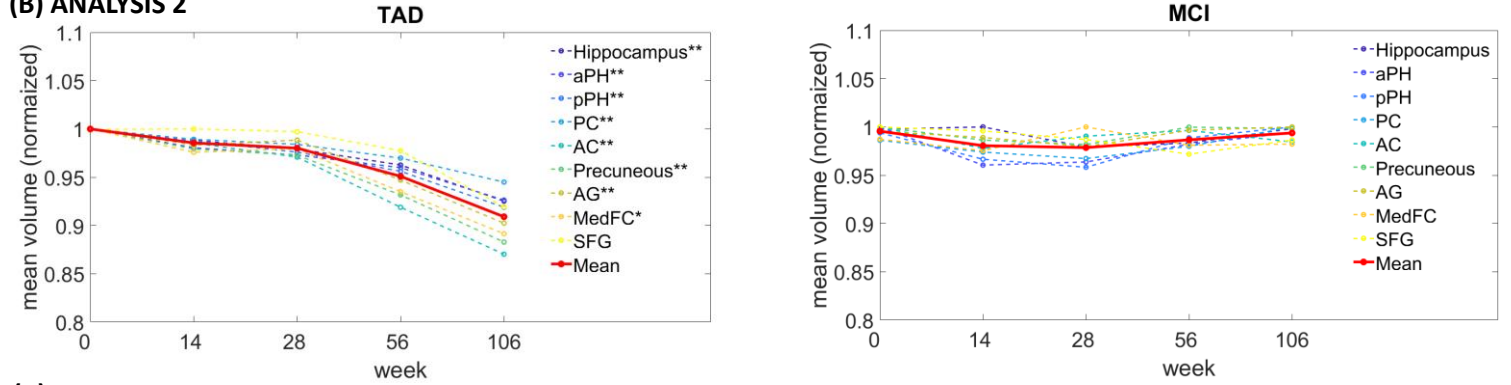 (B) ANALYSIS 2
TAD
mean volume (normaized)
1.1
1.05
1
0.95
0.9
0.85
0.8
0
14
28
56
106
week
Hippocampus**
aPH**
pPH**
PC**
AC**
Precuneous**
AG**
MedFC*
SFG
Mean
MCI
mean volume (normaized)
1.1
1.05
1
0.95
0.9
0.85
0.8
0
14
28
56
106
week
Hippocampus
aPH
pPH
PC
AC
Precuneous
AG
MedFC
SFG
Mean